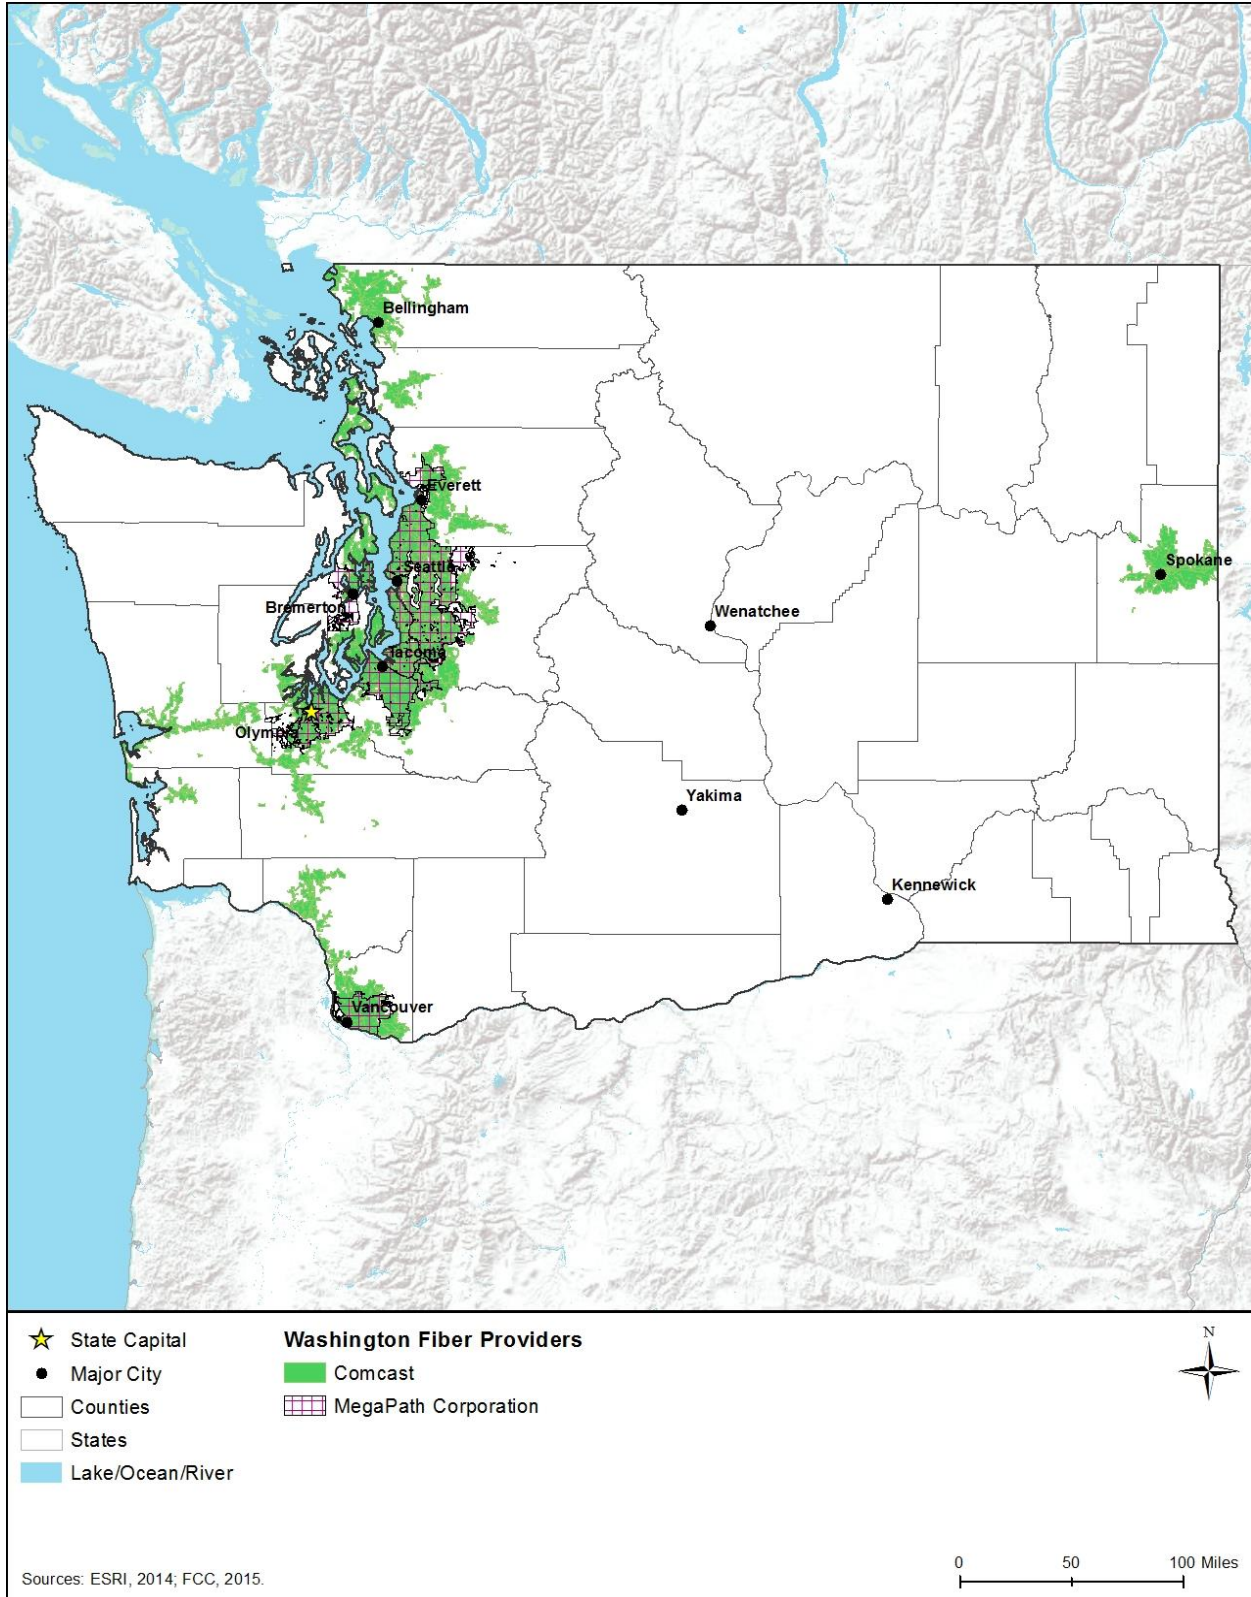 Bellingham
Everett
Seattle
Spokane
Bremerton
Wenatchee
Tacoma
Olympia
Yakima
Kennewick
Vancouver
State Capital
Major City
Counties
States
Lake/Ocean/River
Washington Fiber Providers
Comcast
MegaPath Corporation
N
0 50 100 Miles
Sources: ESRI, 2014; FCC, 2015.